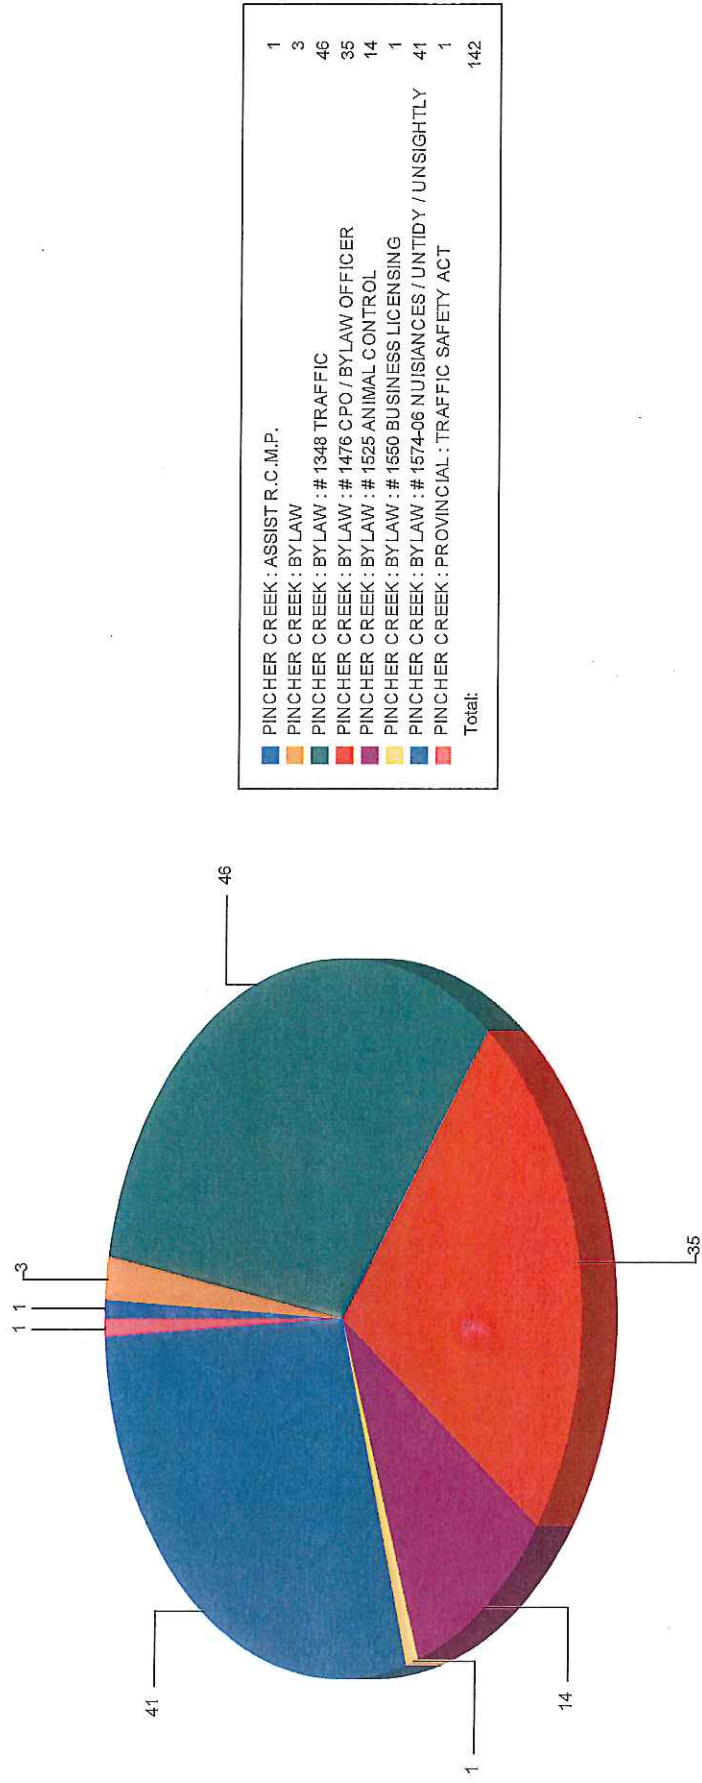 PINCHER CREEK : ASSIST R.C.M.P. 1
PINCHER CREEK : BYLAW 3
PINCHER CREEK : BYLAW : # 1348 TRAFFIC 46
PINCHER CREEK : BYLAW : # 1476 CPO / BYLAW OFFICER 35
PINCHER CREEK : BYLAW : # 1525 ANIMAL CONTROL 14
PINCHER CREEK : BYLAW : # 1550 BUSINESS LICENSING 1
PINCHER CREEK : BYLAW : # 1574-06 NUISIANCES / UNTIDY / UNSIGHTLY 41
PINCHER CREEK : PROVINCIAL : TRAFFIC SAFETY ACT 1
Total: 142
1
1
3
46
41
35
14
1